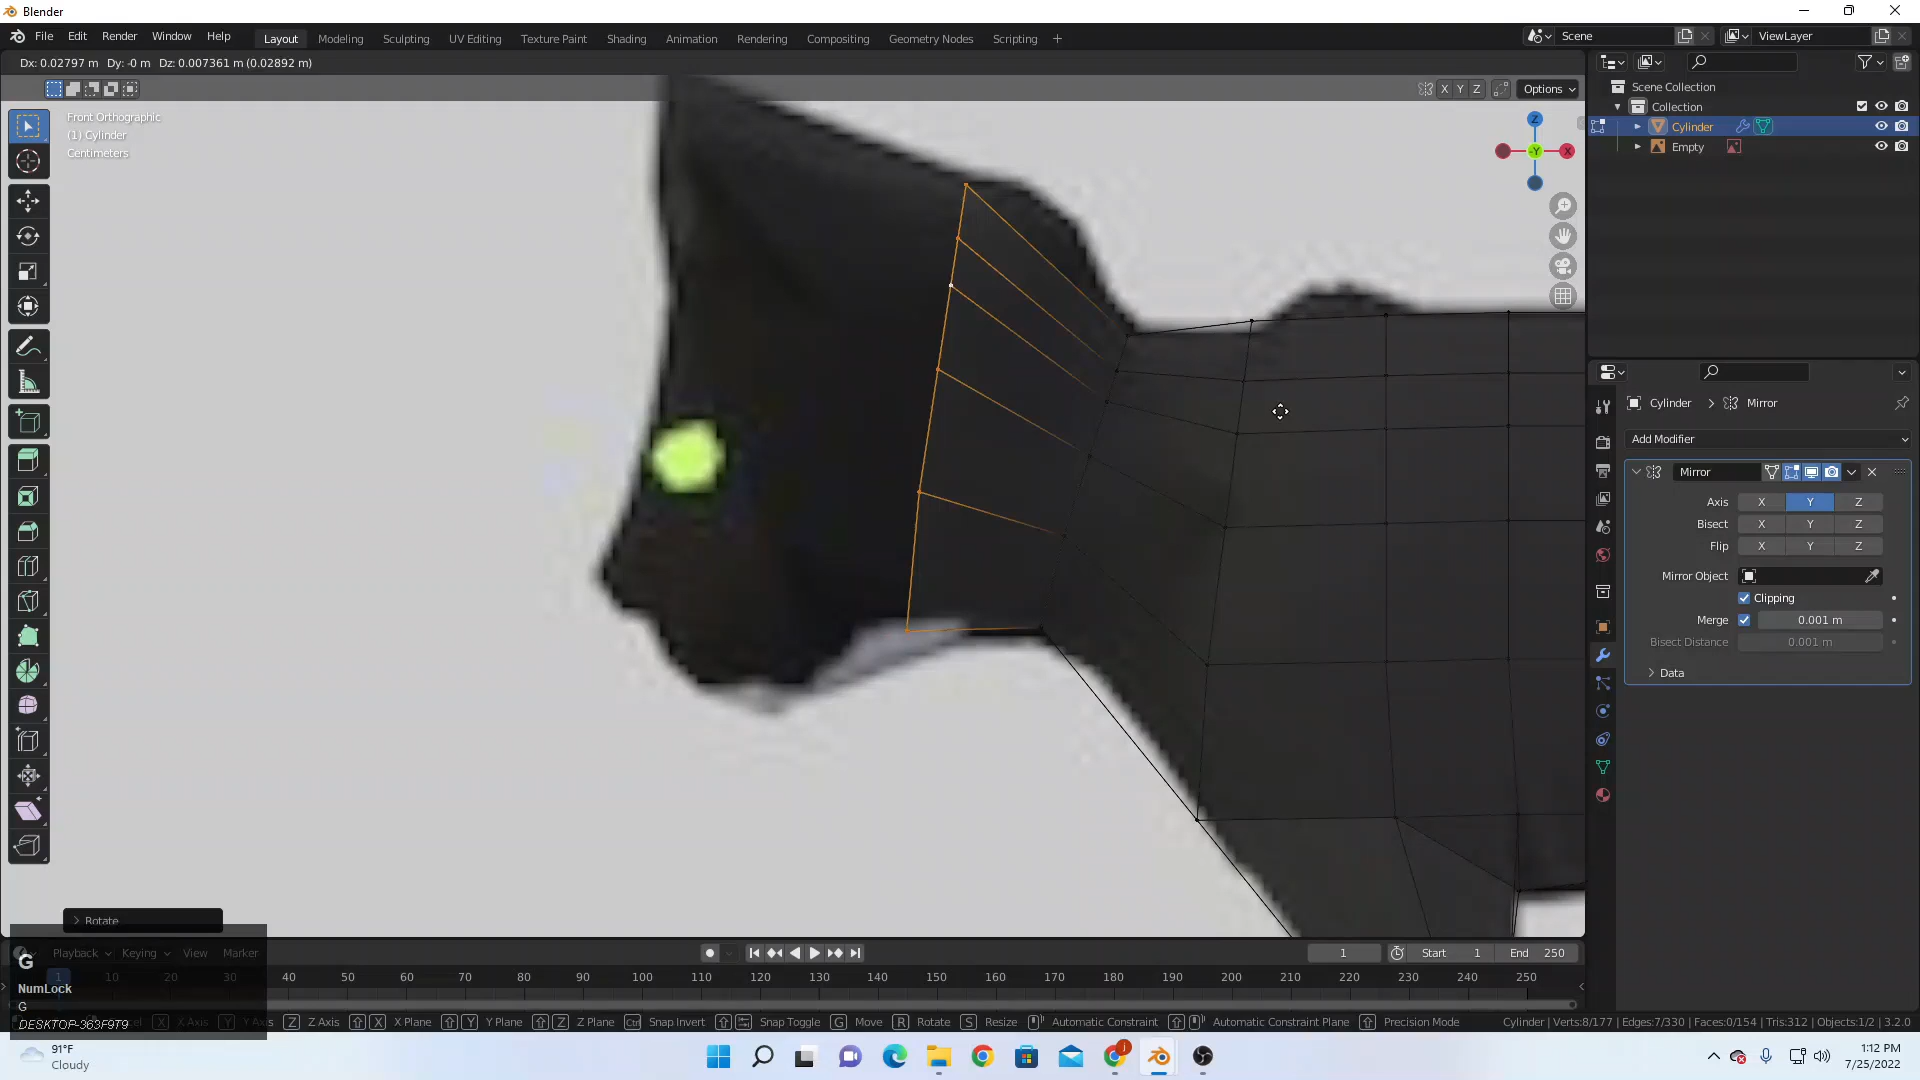 Blender
File Edit Render Window Help
Layout Modeling Sculpting UV Editing Texture Paint Shading Animation Rendering Compositing Geometry Nodes Scripting +
Scene
ViewLayer
Dx: 0.02797 m Dy: -0 m Dz: 0.007361 m (0.02892 m)
X Y Z Options
Front Orthographic
(1) Cylinder
Centimeters
Z
-Y
X
Scene Collection
Collection
Cylinder
Empty
Cylinder > Mirror
Add Modifier
Mirror
Axis X Y Z
Bisect X Y Z
Flip X Y Z
Mirror Object
Clipping
Merge 0.001 m
Bisect Distance 0.001 m
Data
Rotate
Playback Keying View Marker
1 Start 1 End 250
1 10 20 30 40 50 60 70 80 90 100 110 120 130 140 150 160 170 180 190 200 210 220 230 240 250
G
NumLock
G
DESKTOP-363F9T9
X X Axis Y Y Axis Z Z Axis X X Plane Y Y Plane Z Z Plane Ctrl Snap Invert Snap Toggle G Move R Rotate S Resize Automatic Constraint Automatic Constraint Plane Precision Mode
Cylinder | Verts:8/177 | Edges:7/330 | Faces:0/154 | Tris:312 | Objects:1/2 | 3.2.0
91°F
Cloudy
1:12 PM
7/25/2022